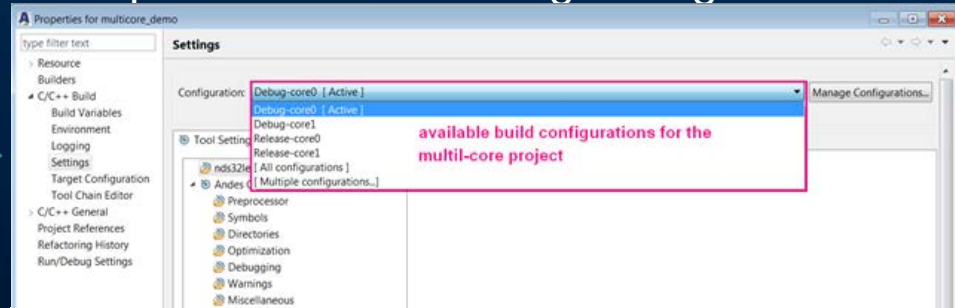 Properties for multicore_demo
type filter text
Settings
Resource
Builders
C/C++ Build
Build Variables
Environment
Logging
Settings
Target Configuration
Tool Chain Editor
C/C++ General
Project References
Refactoring History
Run/Debug Settings
Configuration: Debug-core0 [ Active ]
Manage Configurations...
Debug-core0 [ Active ]
Debug-core1
Release-core0
Release-core1
[ All configurations ]
[ Multiple configurations...]
available build configurations for the
multil-core project
Tool Setting
nds32le
Andes C
Preprocessor
Symbols
Directories
Optimization
Debugging
Warnings
Miscellaneous